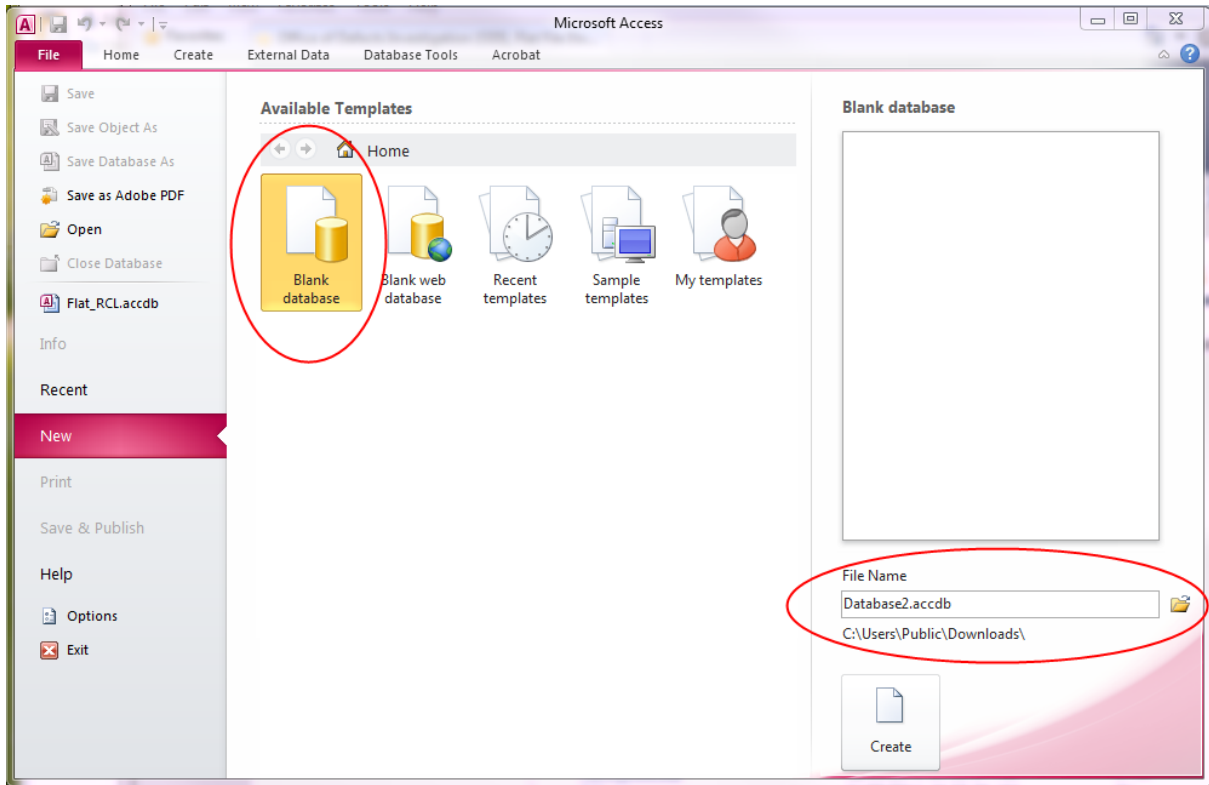 A
Microsoft Access
File Home Create External Data Database Tools Acrobat
Save
Save Object As
Save Database As
Save as Adobe PDF
Open
Close Database
Flat_RCL.accdb
Info
Recent
New
Print
Save & Publish
Help
Options
Exit
Available Templates
Home
Blank
database
Blank web
database
Recent
templates
Sample
templates
My templates
Blank database
File Name
Database2.accdb
C:\Users\Public\Downloads\
Create